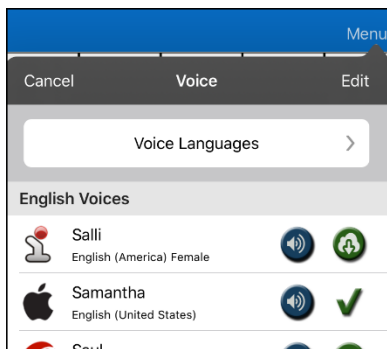 Menu
Cancel Voice Edit
Voice Languages
English Voices
Salli
English (America) Female
Samantha
English (United States)